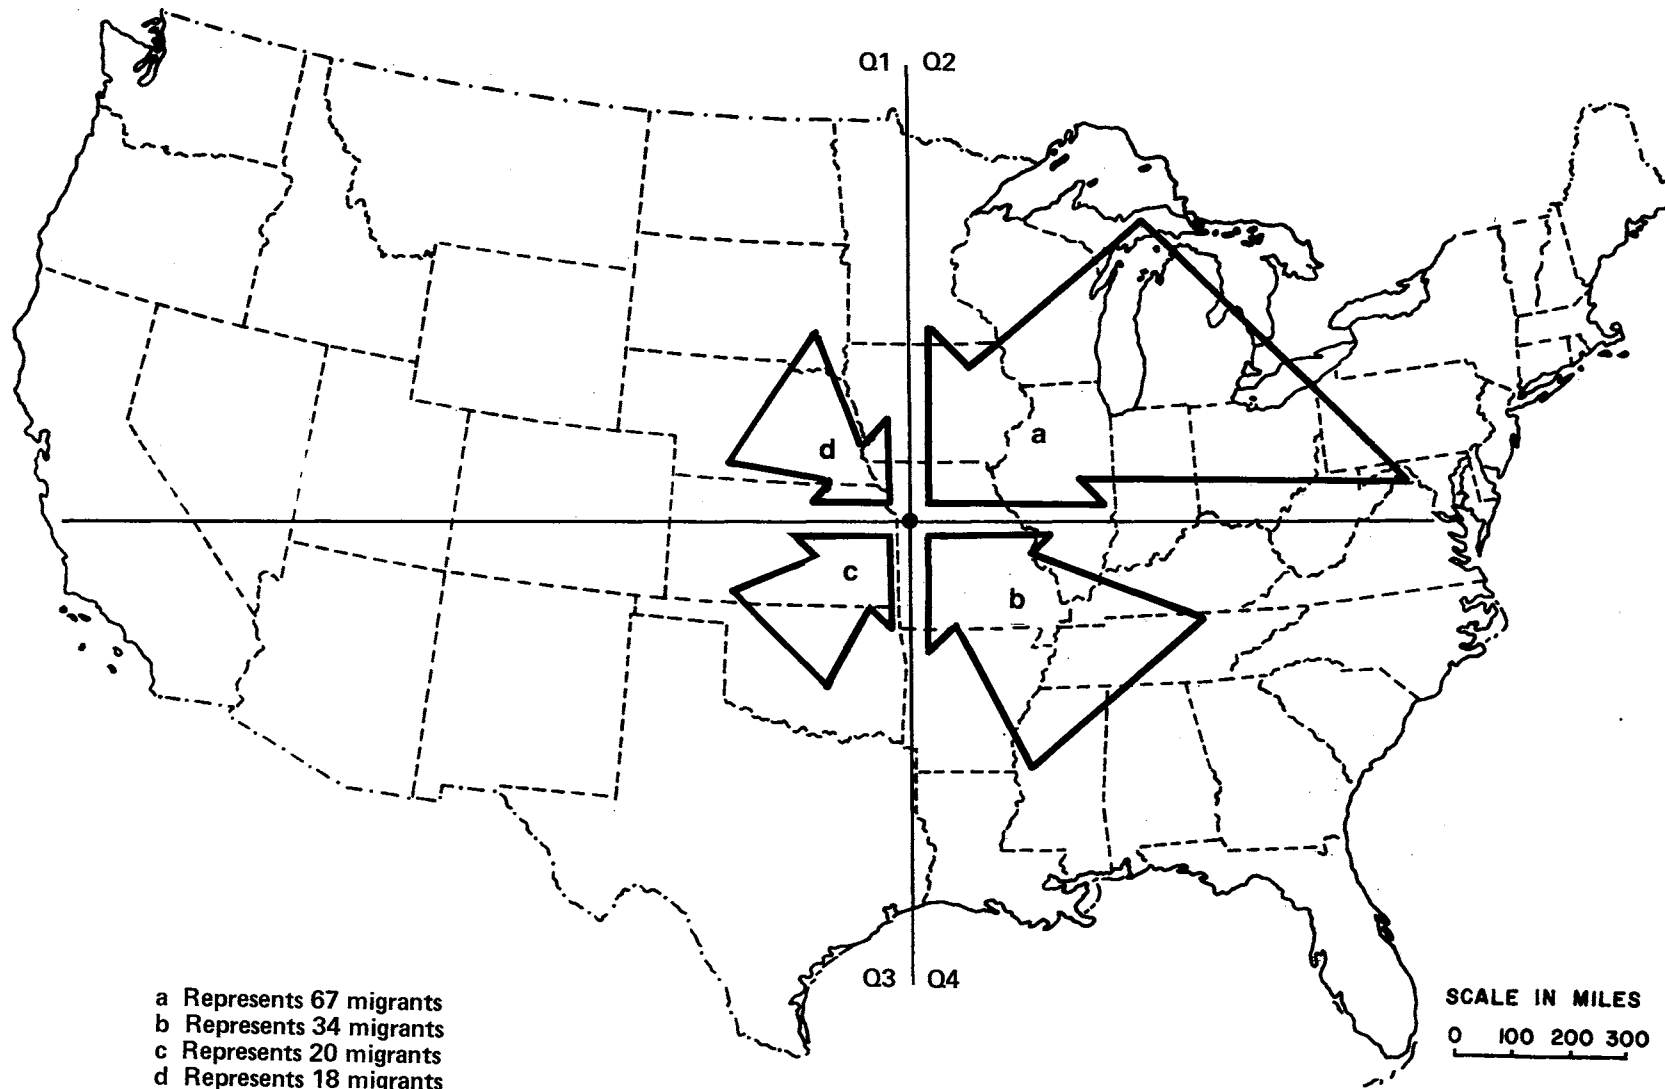 Q1 Q2
a
d
c
b
Q3 Q4
a Represents 67 migrants
b Represents 34 migrants
c Represents 20 migrants
d Represents 18 migrants
SCALE IN MILES
0 100 200 300